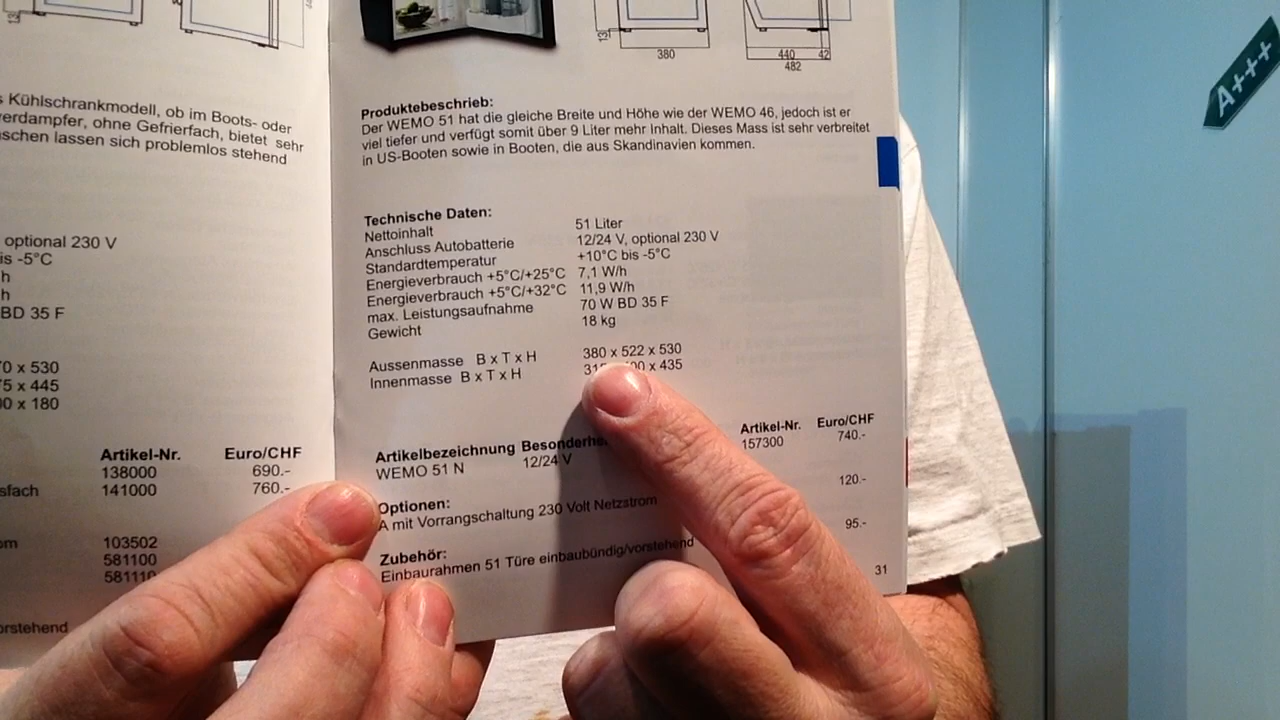 13
380
13
440 42
482
A+++
Kühlschrankmodell, ob im Boots- oder
verdampfer, ohne Gefrierfach, bietet sehr
lassen sich problemlos stehend
optional 230 V
-5°C
h
h
BD 35 F
x 530
x 445
x 180
Artikel-Nr. Euro/CHF
138000 690.-
141000 760.-
103502
581100
Produktebeschrieb:
Der WEMO 51 hat die gleiche Breite und Höhe wie der WEMO 46, jedoch ist er
viel tiefer und verfügt somit über 9 Liter mehr Inhalt. Dieses Mass ist sehr verbreitet
in US-Booten sowie in Booten, die aus Skandinavien kommen.
Technische Daten:
Nettoinhalt 51 Liter
Anschluss Autobatterie 12/24 V, optional 230 V
Standardtemperatur +10°C bis -5°C
Energieverbrauch +5°C/+25°C 7,1 W/h
Energieverbrauch +5°C/+32°C 11,9 W/h
max. Leistungsaufnahme 70 W BD 35 F
Gewicht 18 kg
Aussenmasse B x T x H 380 x 522 x 530
Innenmasse B x T x H x 435
Artikelbezeichnung Artikel-Nr. Euro/CHF
WEMO 51 N 12/24 V 157300 740.-
Optionen: 120.-
A mit Vorrangschaltung 230 Volt Netzstrom
Zubehör: 95.-
Einbaurahmen 51 Türe einbaubündig/vorstehend
31